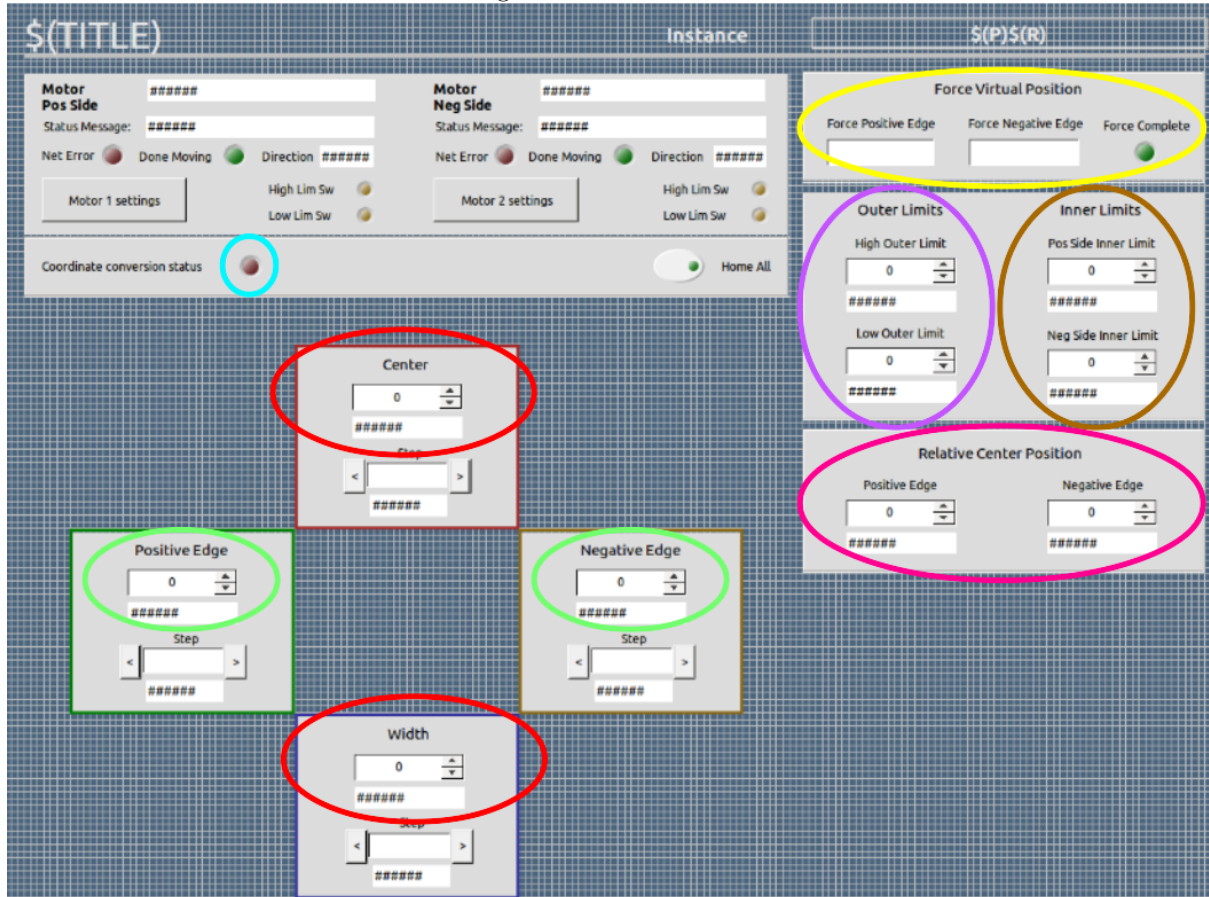 $(TITLE)
Instance
$(P)$(R)
Motor
Pos Side
######
Status Message: ######
Net Error Done Moving Direction ######
Motor 1 settings
High Lim Sw
Low Lim Sw
Motor
Neg Side
######
Status Message: ######
Net Error Done Moving Direction ######
Motor 2 settings
High Lim Sw
Low Lim Sw
Coordinate conversion status
Home All
Force Virtual Position
Force Positive Edge Force Negative Edge Force Complete
Outer Limits
High Outer Limit
0
######
Low Outer Limit
0
######
Inner Limits
Pos Side Inner Limit
0
######
Neg Side Inner Limit
0
######
Relative Center Position
Positive Edge
0
######
Negative Edge
0
######
Center
0
######
Step
< >
######
Positive Edge
0
######
Step
< >
######
Negative Edge
0
######
Step
< >
######
Width
0
######
Step
< >
######